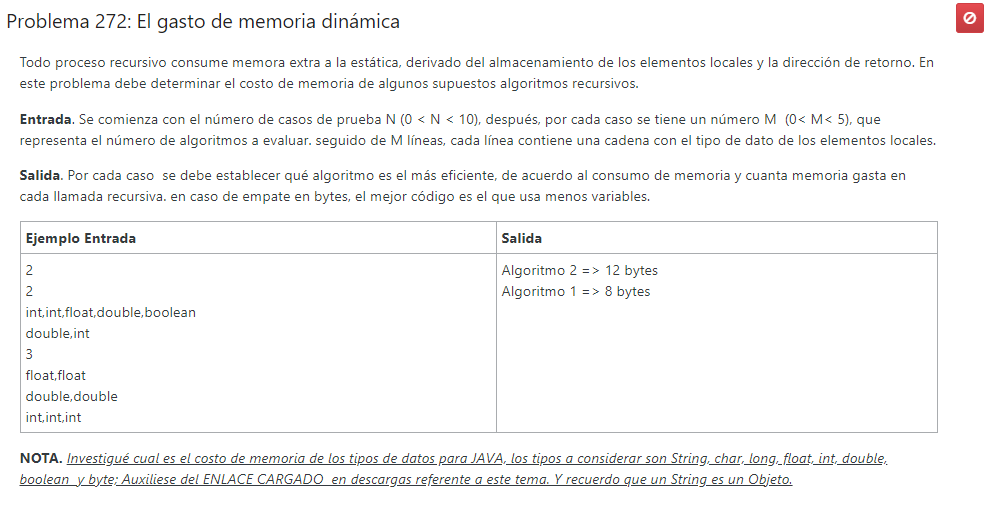 Problema 272: El gasto de memoria dinámica
Todo proceso recursivo consume memora extra a la estática, derivado del almacenamiento de los elementos locales y la dirección de retorno. En
este problema debe determinar el costo de memoria de algunos supuestos algoritmos recursivos.
Entrada. Se comienza con el número de casos de prueba N (0 < N < 10), después, por cada caso se tiene un número M (0< M< 5), que
representa el número de algoritmos a evaluar. seguido de M líneas, cada línea contiene una cadena con el tipo de dato de los elementos locales.
Salida. Por cada caso se debe establecer qué algoritmo es el más eficiente, de acuerdo al consumo de memoria y cuanta memoria gasta en
cada llamada recursiva. en caso de empate en bytes, el mejor código es el que usa menos variables.
Ejemplo Entrada
2
2
int,int,float,double,boolean
double,int
3
float,float
double,double
int,int,int
Salida
Algoritmo 2 => 12 bytes
Algoritmo 1 => 8 bytes
NOTA. Investigué cual es el costo de memoria de los tipos de datos para JAVA, los tipos a considerar son String, char, long, float, int, double,
boolean y byte; Auxiliese del ENLACE CARGADO en descargas referente a este tema. Y recuerdo que un String es un Objeto.